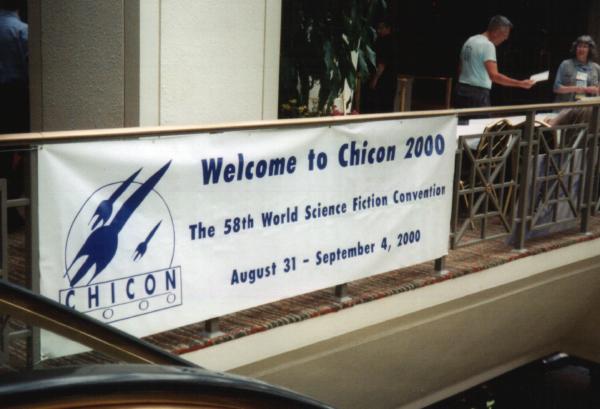 Welcome to Chicon 2000
The 58th World Science Fiction Convention
August 31 - September 4, 2000
CHICON
2000